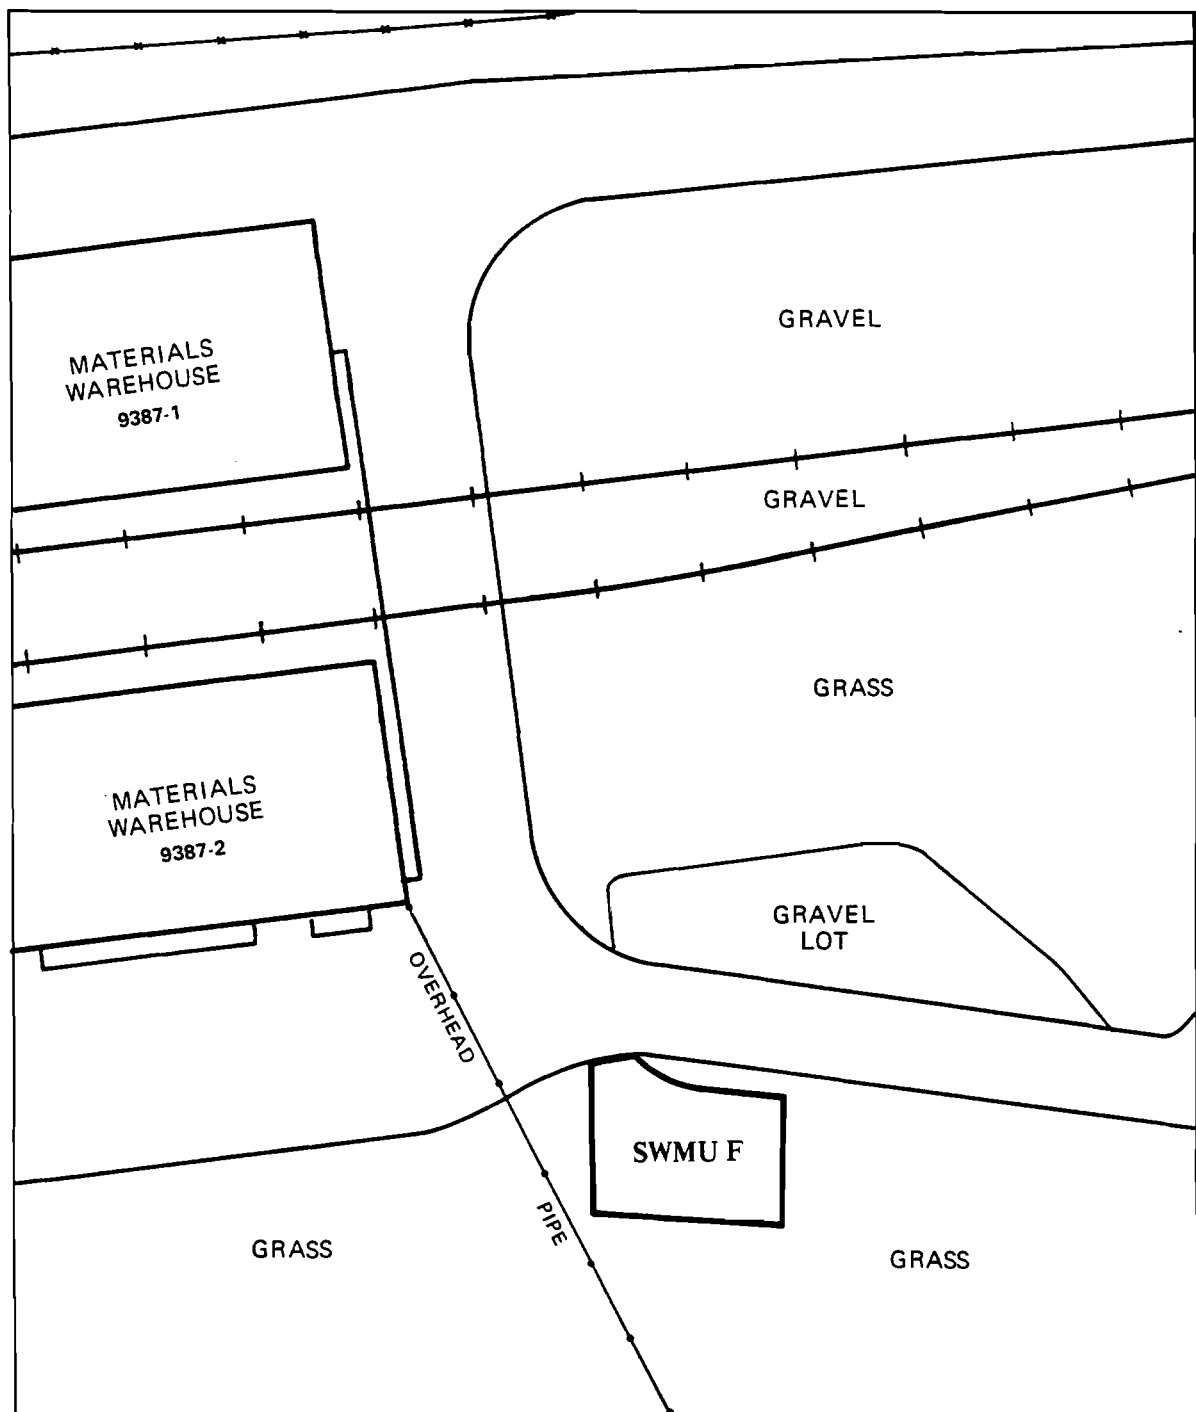 GRAVEL
MATERIALS
WAREHOUSE
9387-1
GRAVEL
GRASS
MATERIALS
WAREHOUSE
9387-2
GRAVEL
LOT
OVERHEAD
PIPE
SWMU F
GRASS
GRASS